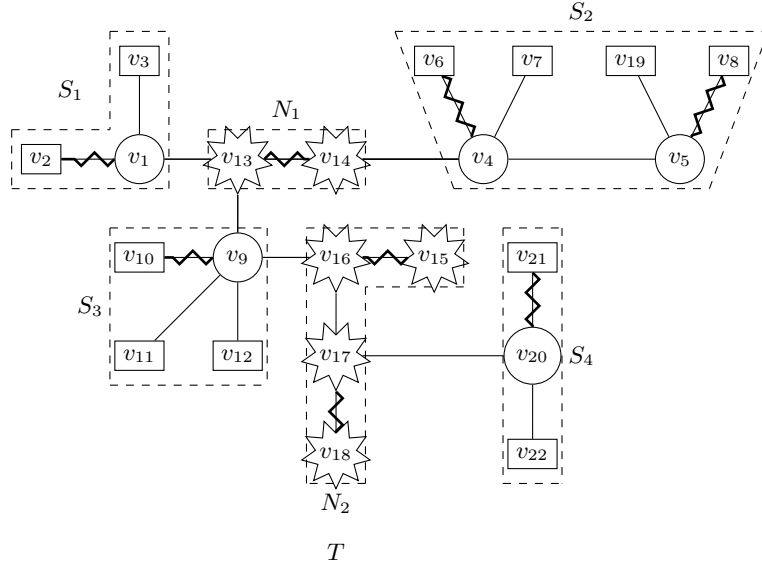 S₂
v₃ v₆ v₇ v₁₉ v₈
S₁ N₁
v₂ v₁ v₁₃ v₁₄ v₄ v₅
v₁₀ v₉ v₁₆ v₁₅ v₂₁
S₃
v₁₁ v₁₂ v₁₇ v₂₀ S₄
v₁₈ v₂₂
N₂
T